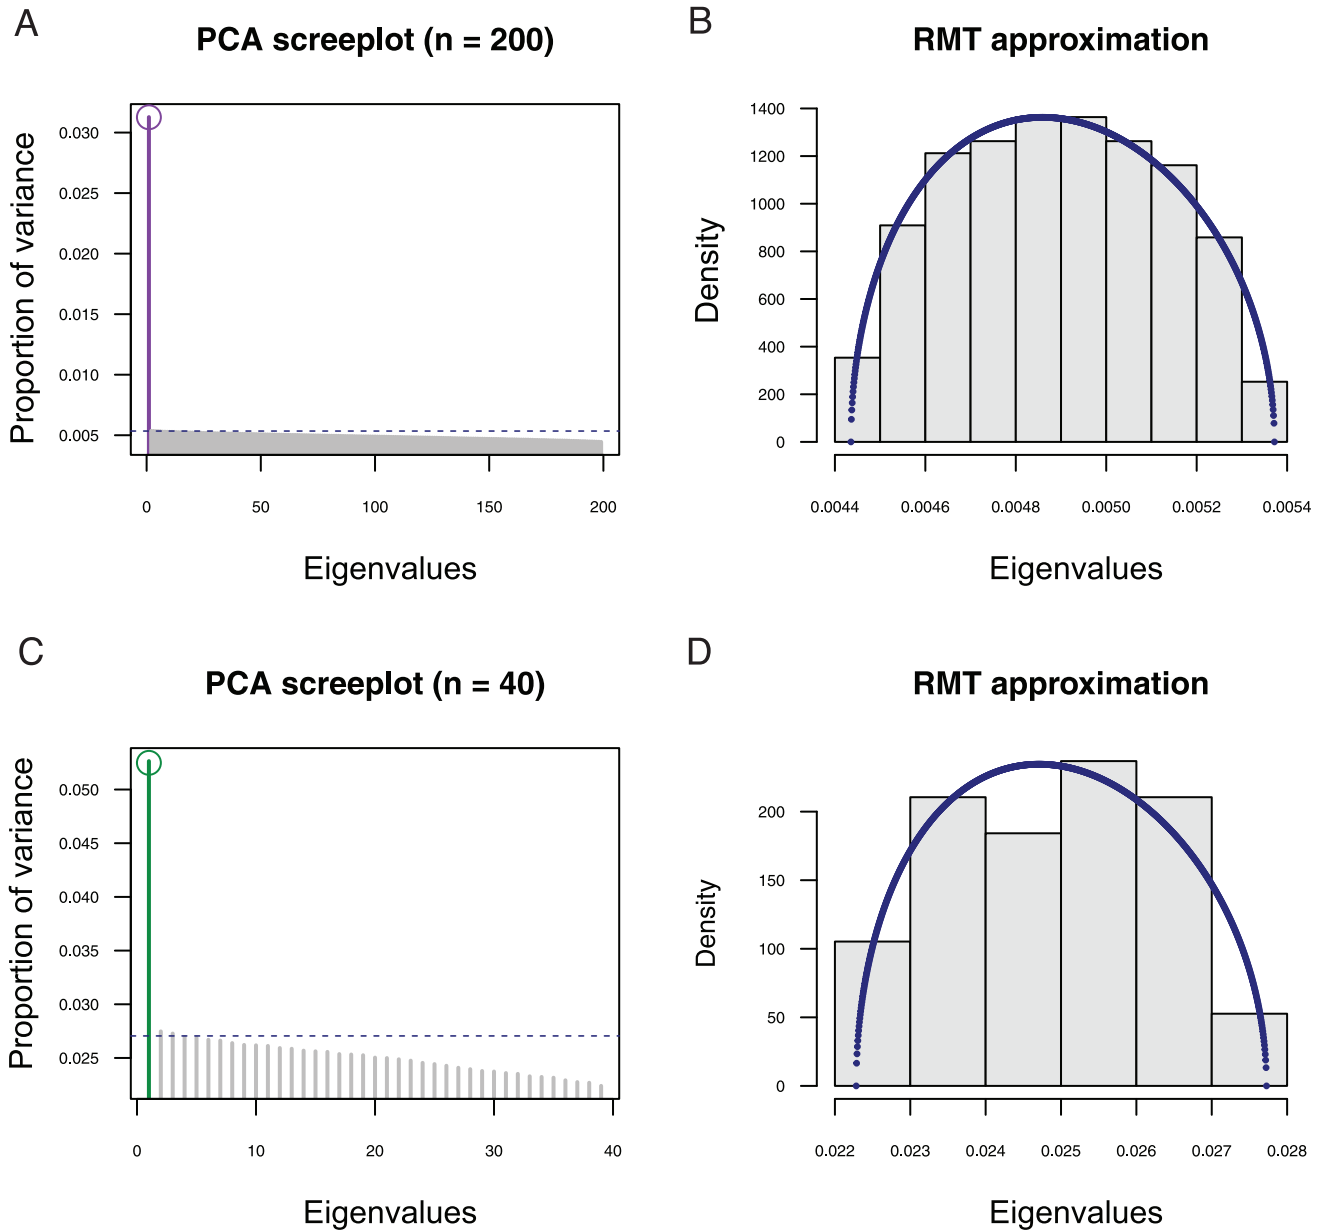 A
PCA screeplot (n = 200)
Proportion of variance
0.030
0.025
0.020
0.015
0.010
0.005
0 50 100 150 200
Eigenvalues
B
RMT approximation
Density
1400
1200
1000
800
600
400
200
0
0.0044 0.0046 0.0048 0.0050 0.0052 0.0054
Eigenvalues
C
PCA screeplot (n = 40)
Proportion of variance
0.050
0.045
0.040
0.035
0.030
0.025
0 10 20 30 40
Eigenvalues
D
RMT approximation
Density
200
150
100
50
0
0.022 0.023 0.024 0.025 0.026 0.027 0.028
Eigenvalues